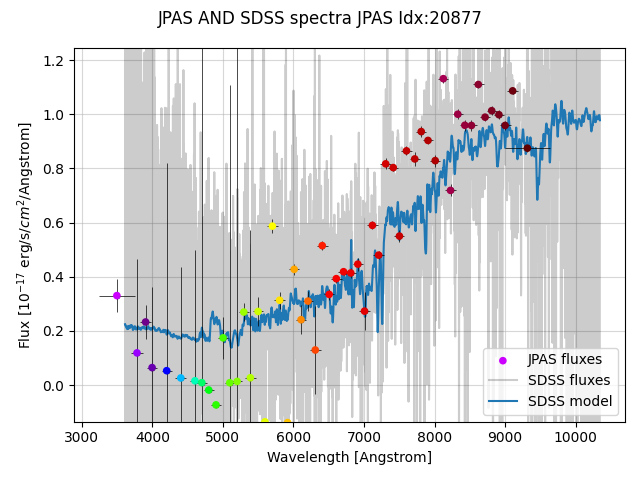 JPAS AND SDSS spectra JPAS Idx:20877
1.2
1.0
0.8
0.6
0.4
0.2
0.0
Flux [10⁻¹⁷ erg/s/cm²/Angstrom]
JPAS fluxes
SDSS fluxes
SDSS model
3000 4000 5000 6000 7000 8000 9000 10000
Wavelength [Angstrom]